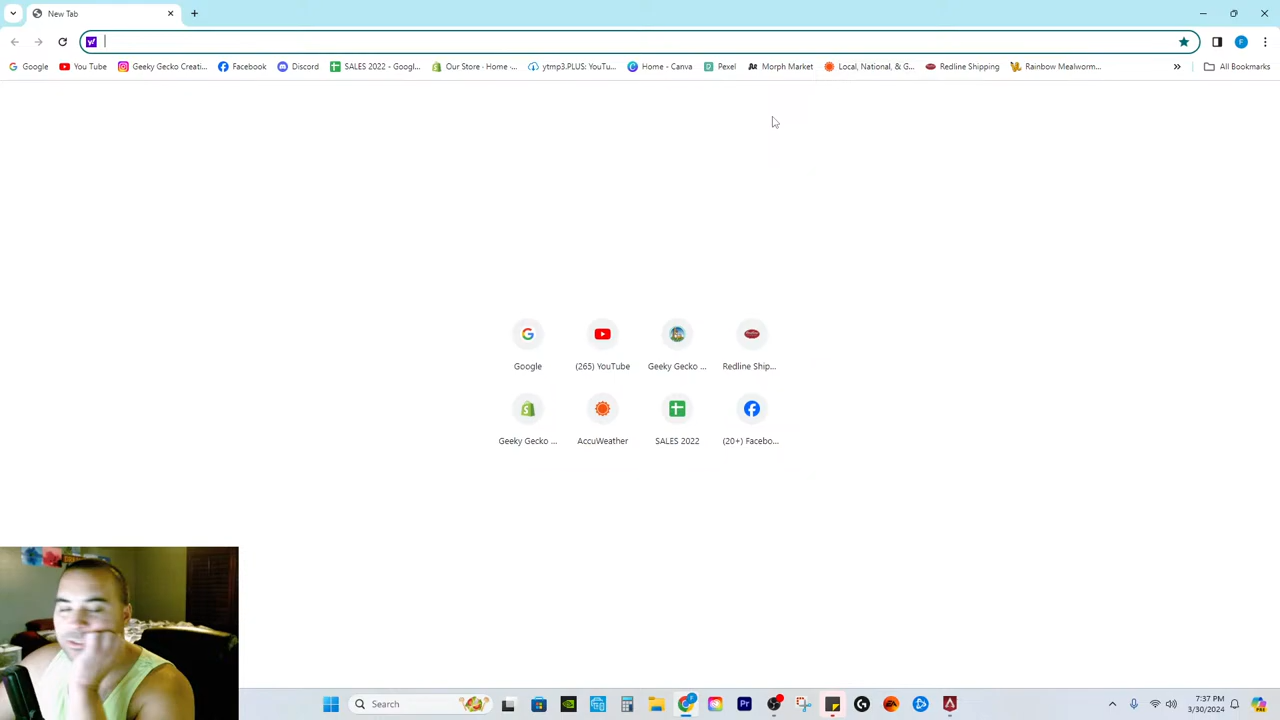 New Tab
Google You Tube Geeky Gecko Creati... Facebook Discord SALES 2022 - Googl... Our Store · Home ·... ytmp3.PLUS: YouTu... Home - Canva Pexel Morph Market Local, National, & G... Redline Shipping Rainbow Mealworm... All Bookmarks
Google (265) YouTube Geeky Gecko ... Redline Ship...
Geeky Gecko ... AccuWeather SALES 2022 (20+) Facebo...
Search
7:37 PM
3/30/2024